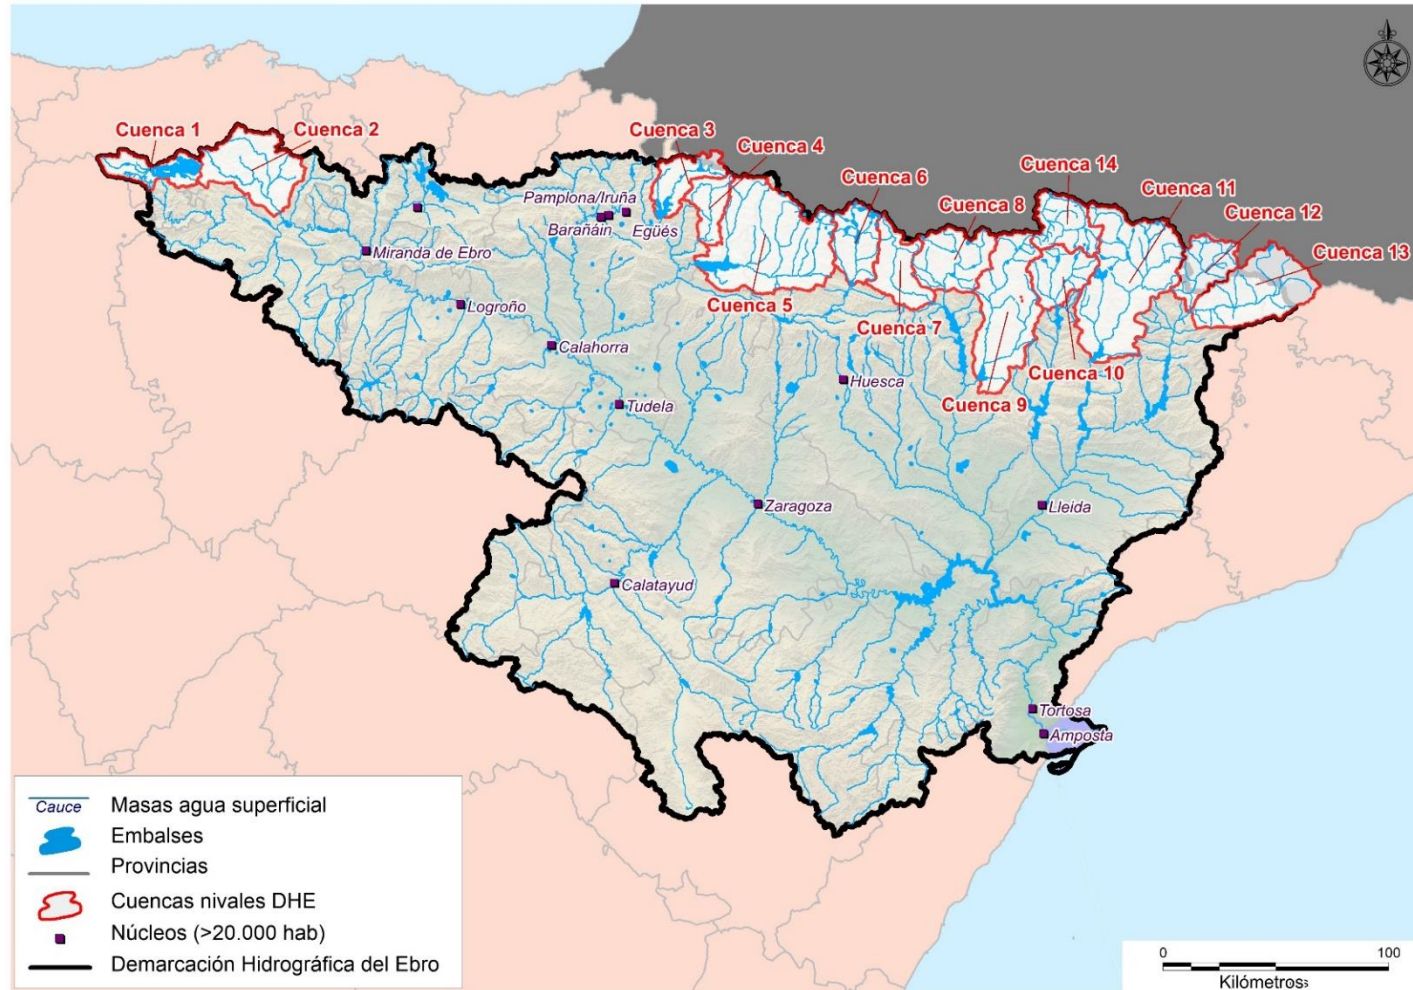 Cuenca 1
Cuenca 2
Cuenca 3
Cuenca 4
Cuenca 14
Cuenca 6
Cuenca 11
Cuenca 8
Cuenca 12
Cuenca 13
Pamplona/Iruña
Barañáin
Egüés
Miranda de Ebro
Cuenca 5
Logroño
Cuenca 7
Calahorra
Cuenca 10
Huesca
Cuenca 9
Tudela
Zaragoza
Lleida
Calatayud
Tortosa
Amposta
Cauce Masas agua superficial
Embalses
Provincias
Cuencas nivales DHE
Núcleos (>20.000 hab)
Demarcación Hidrográfica del Ebro
0 100
Kilómetros